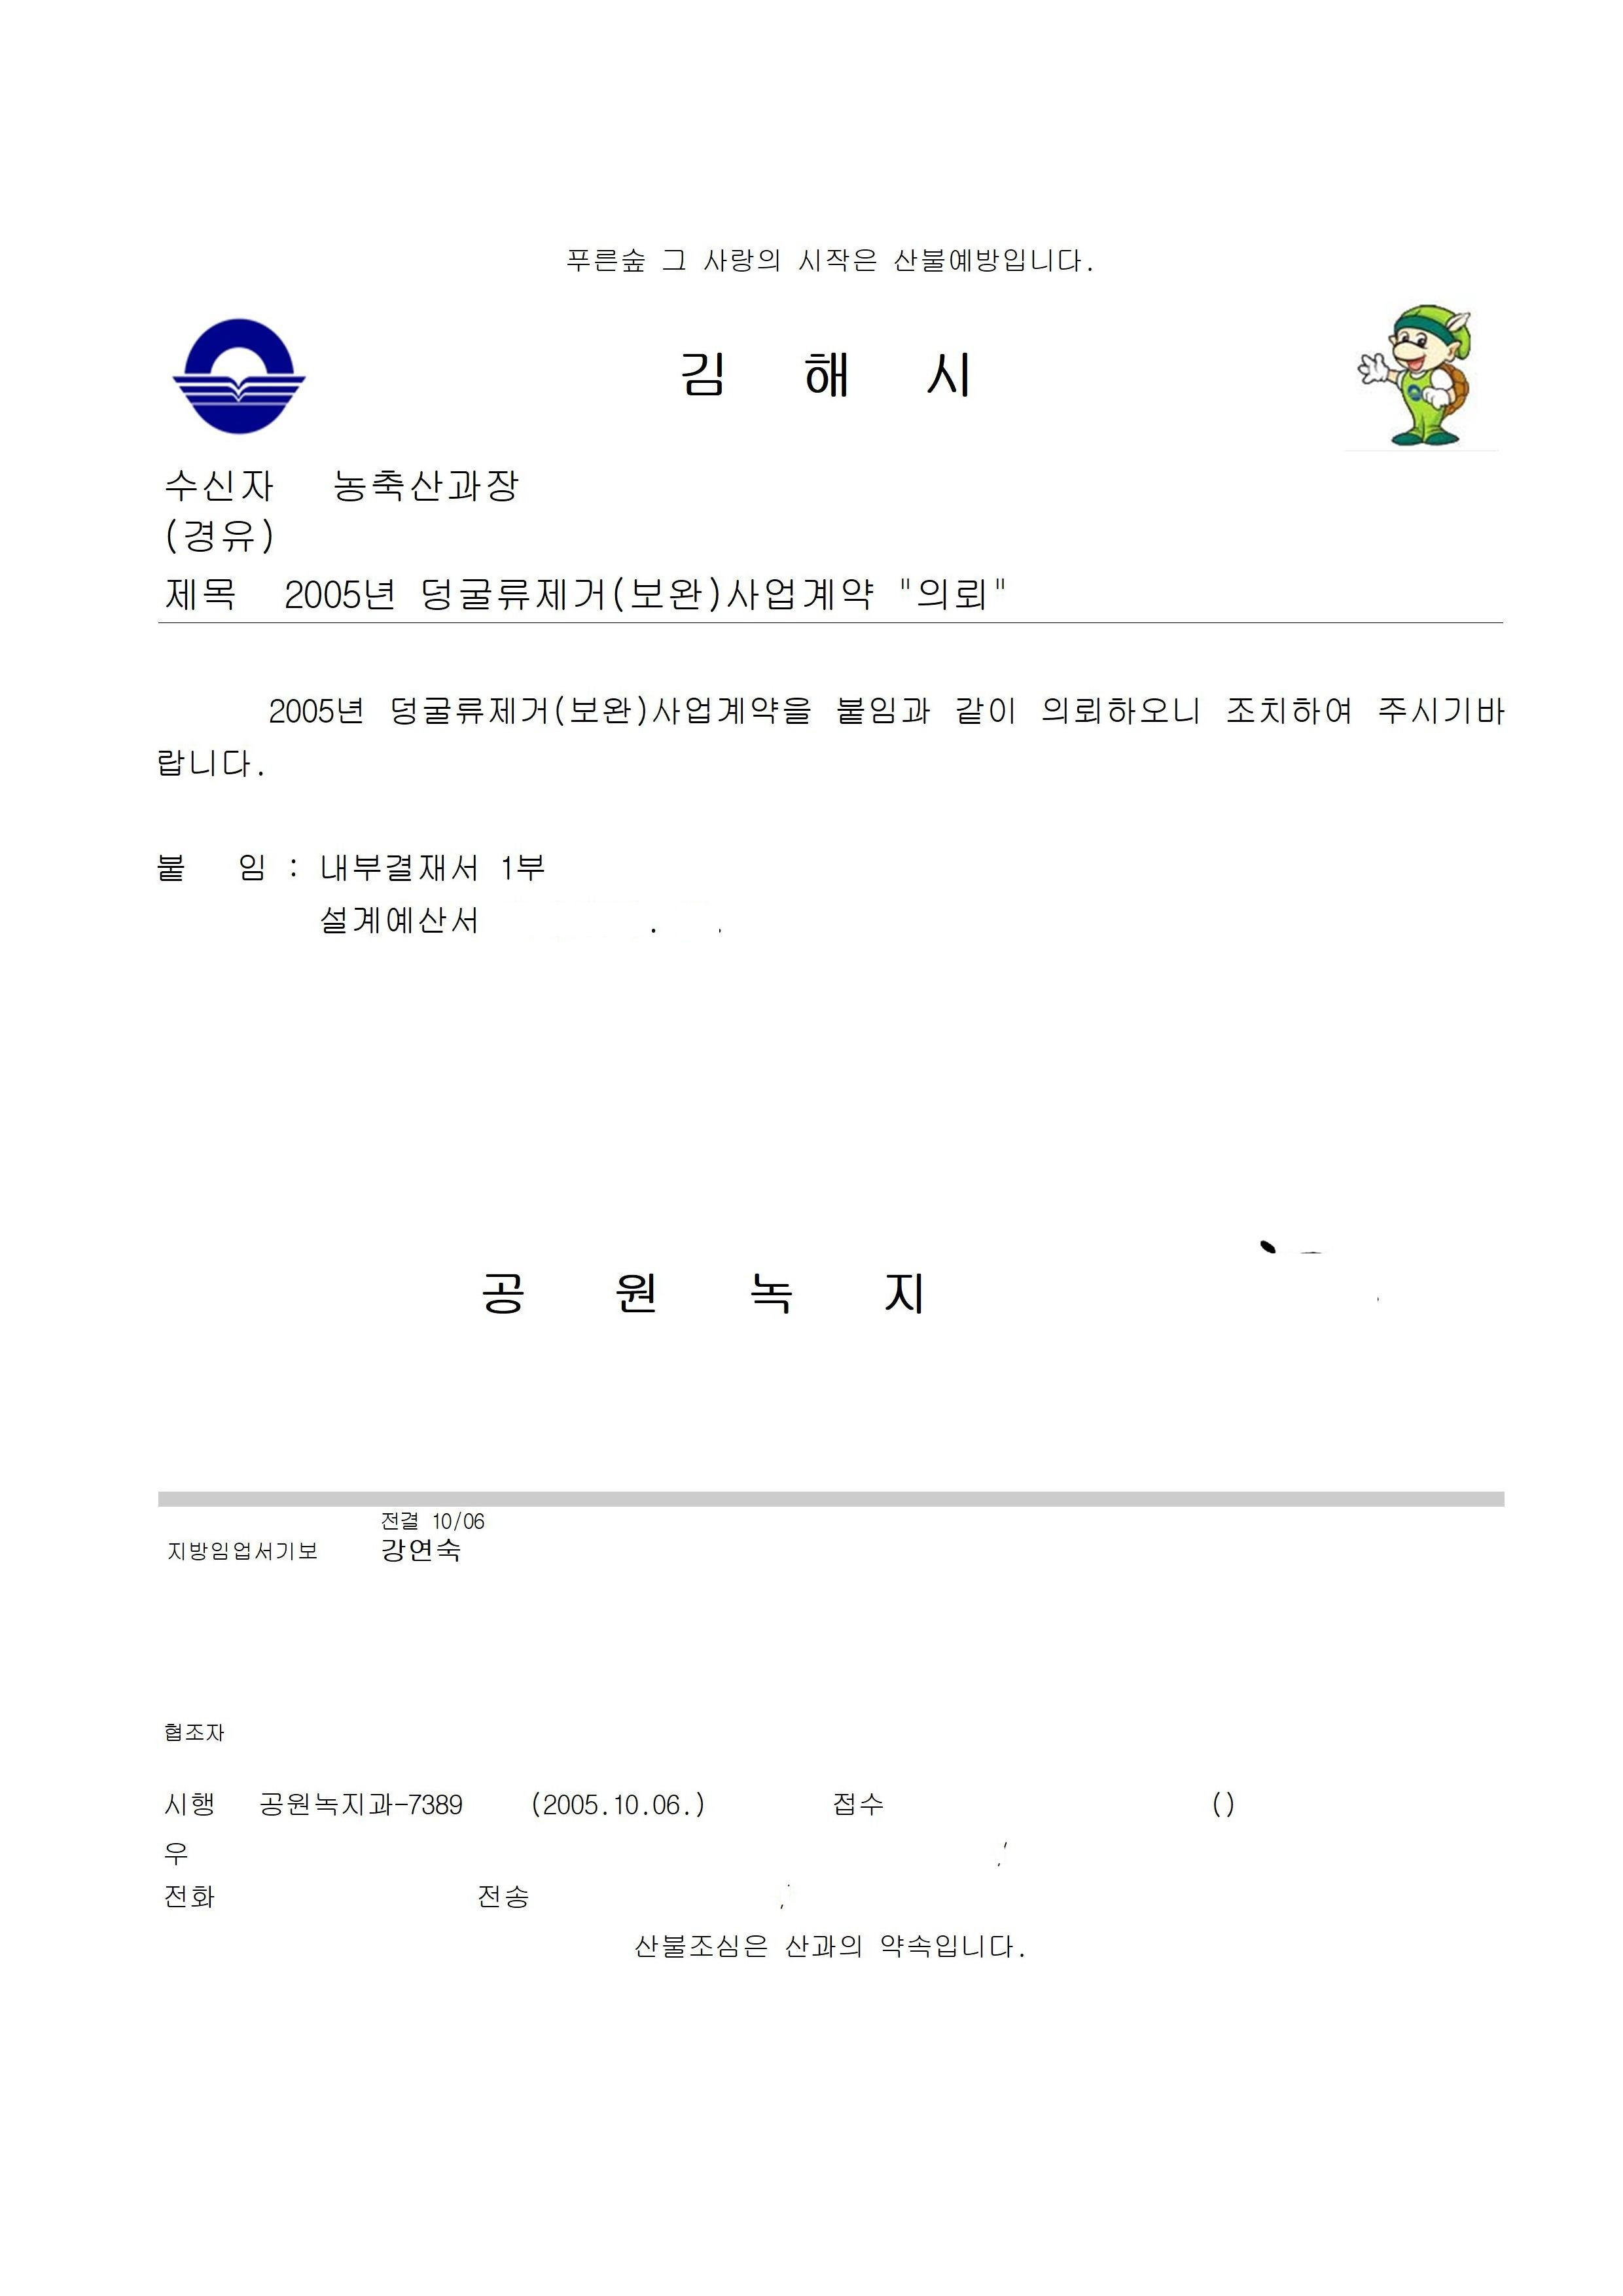 푸른숲 그 사랑의 시작은 산불예방입니다.
김 해 시
수신자 농축산과장
(경유)
제목 2005년 덩굴류제거(보완)사업계약 "의뢰"
2005년 덩굴류제거(보완)사업계약을 붙임과 같이 의뢰하오니 조치하여 주시기바
랍니다.
붙 임 : 내부결재서 1부
설계예산서
공 원 녹 지
전결 10/06
지방임업서기보 강연숙
협조자
시행 공원녹지과-7389 (2005.10.06.) 접수 ()
우
전화 전송
산불조심은 산과의 약속입니다.